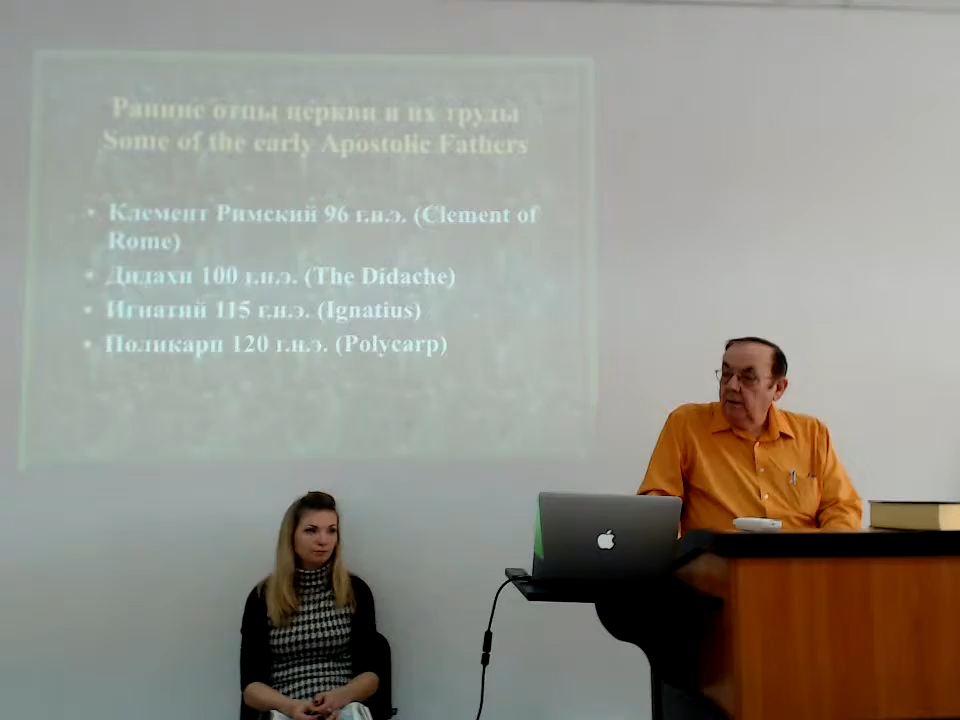 Ранние отцы церкви и их труды
Some of the early Apostolic Fathers
• Клемент Римский 96 г.н.э. (Clement of
Rome)
• Дидахи 100 г.н.э. (The Didache)
• Игнатий 115 г.н.э. (Ignatius)
• Поликарп 120 г.н.э. (Polycarp)